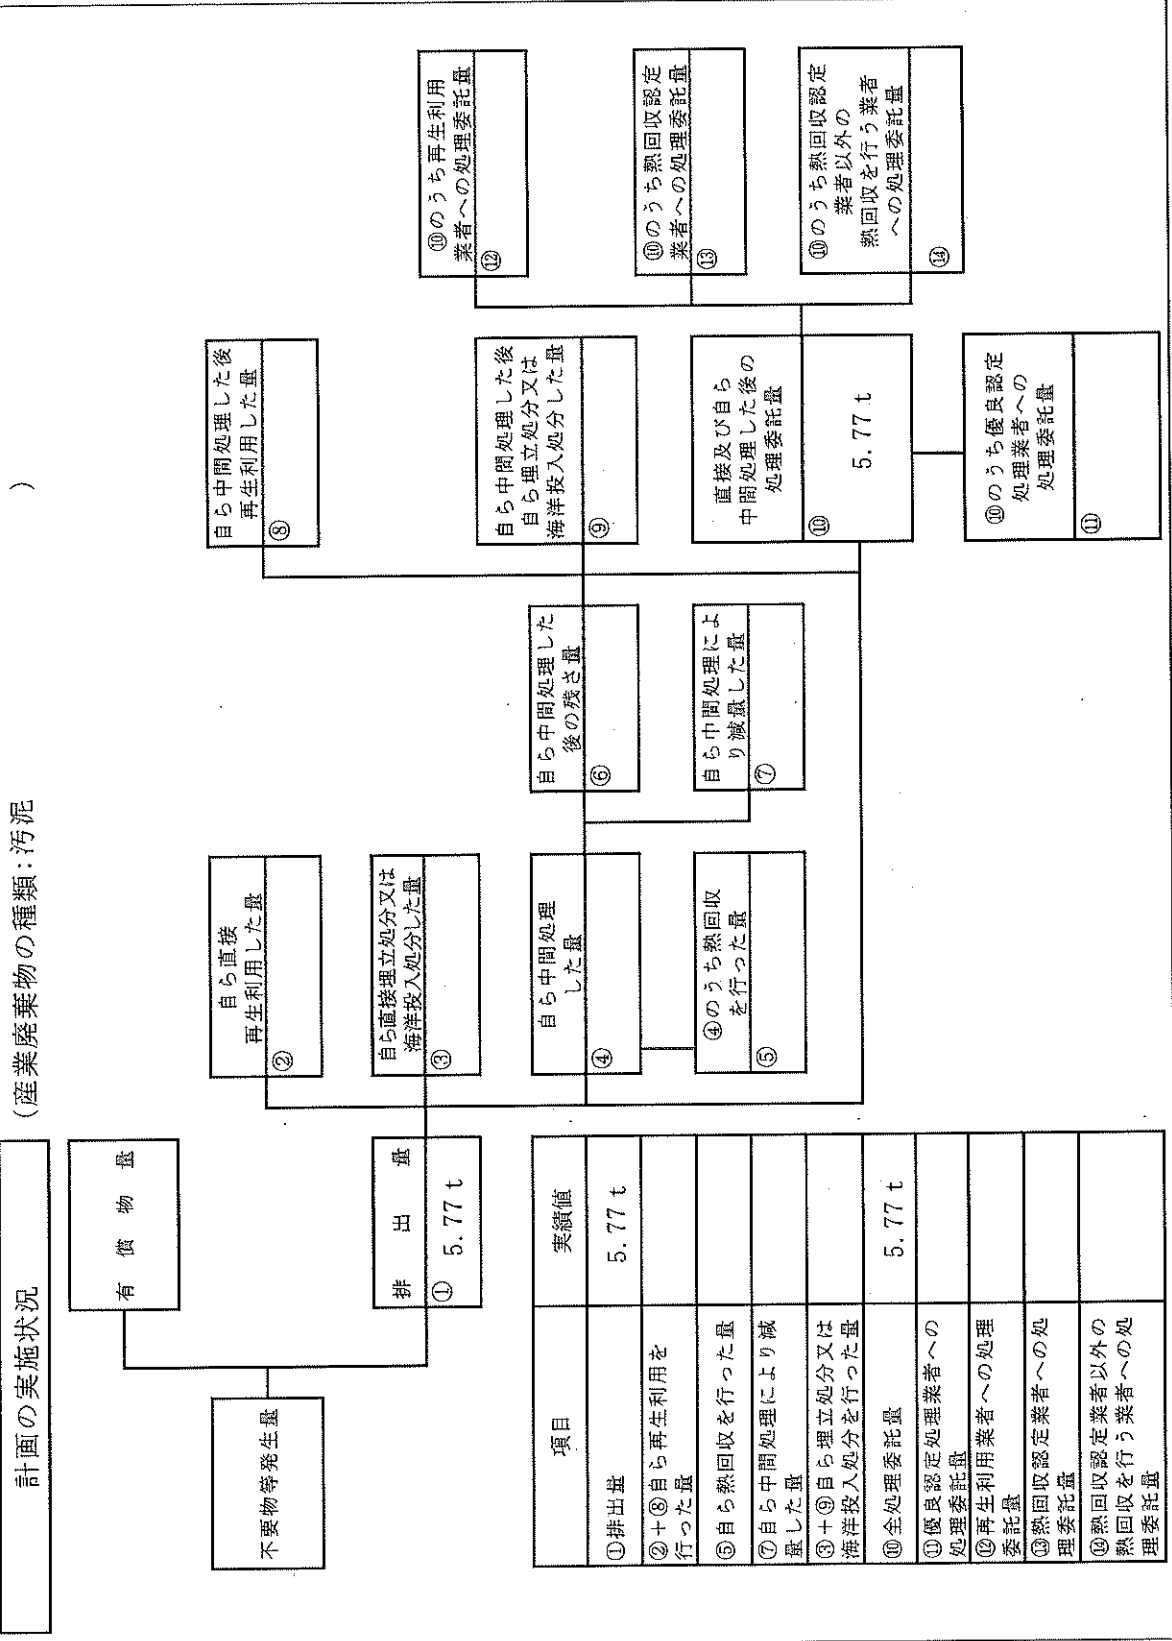 計画の実施状況
(産業廃棄物の種類：汚泥 )
不要物等発生量
有償物量
排出量
① 5.77 t
自ら直接
再生利用した量
②
自ら直接埋立処分又は
海洋投入処分した量
③
自ら中間処理
した量
④
④のうち熱回収
を行った量
⑤
自ら中間処理した
後の残さ量
⑥
自ら中間処理によ
り減量した量
⑦
自ら中間処理した後
再生利用した量
⑧
自ら中間処理した後
自ら埋立処分又は
海洋投入処分した量
⑨
直接及び自ら
中間処理した後の
処理委託量
⑩
5.77 t
⑩のうち優良認定
処理業者への
処理委託量
⑪
⑩のうち再生利用
業者への処理委託量
⑫
⑩のうち熱回収認定
業者への処理委託量
⑬
⑩のうち熱回収認定
業者以外の
熱回収を行う業者
への処理委託量
⑭
項目 実績値
①排出量 5.77 t
②＋⑧自ら再生利用を
行った量
⑤自ら熱回収を行った量
⑦自ら中間処理により減
量した量
③＋⑨自ら埋立処分又は
海洋投入処分を行った量
⑩全処理委託量 5.77 t
⑪優良認定処理業者への
処理委託量
⑫再生利用業者への処理
委託量
⑬熱回収認定業者への処
理委託量
⑭熱回収認定業者以外の
熱回収を行う業者への処
理委託量